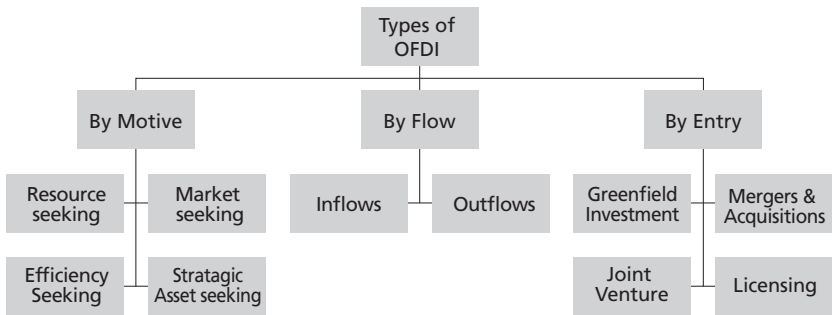 Types of
OFDI
By Motive
By Flow
By Entry
Resource
seeking
Market
seeking
Inflows
Outflows
Greenfield
Investment
Mergers &
Acquisitions
Efficiency
Seeking
Stratagic
Asset seeking
Joint
Venture
Licensing